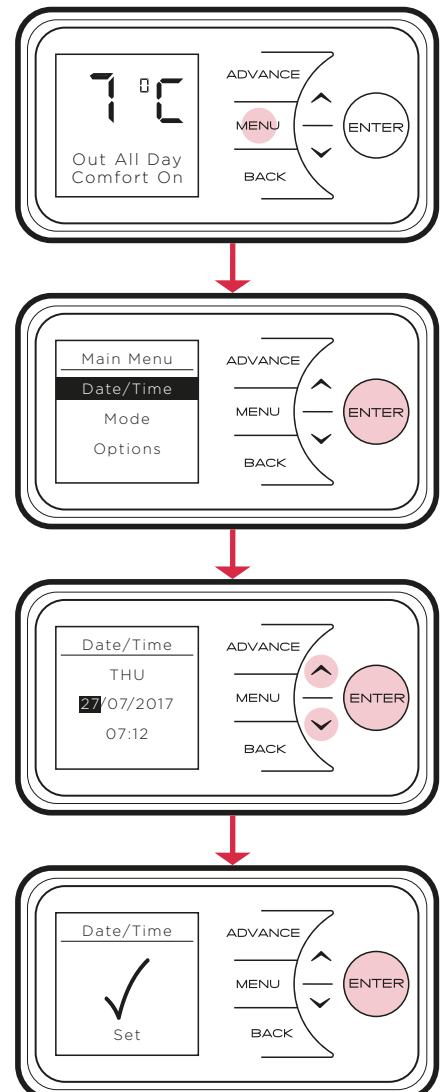 7 °C
Out All Day
Comfort On
ADVANCE
MENU
BACK
ENTER
Main Menu
Date/Time
Mode
Options
ADVANCE
MENU
BACK
ENTER
Date/Time
THU
27/07/2017
07:12
ADVANCE
MENU
BACK
ENTER
Date/Time
Set
ADVANCE
MENU
BACK
ENTER